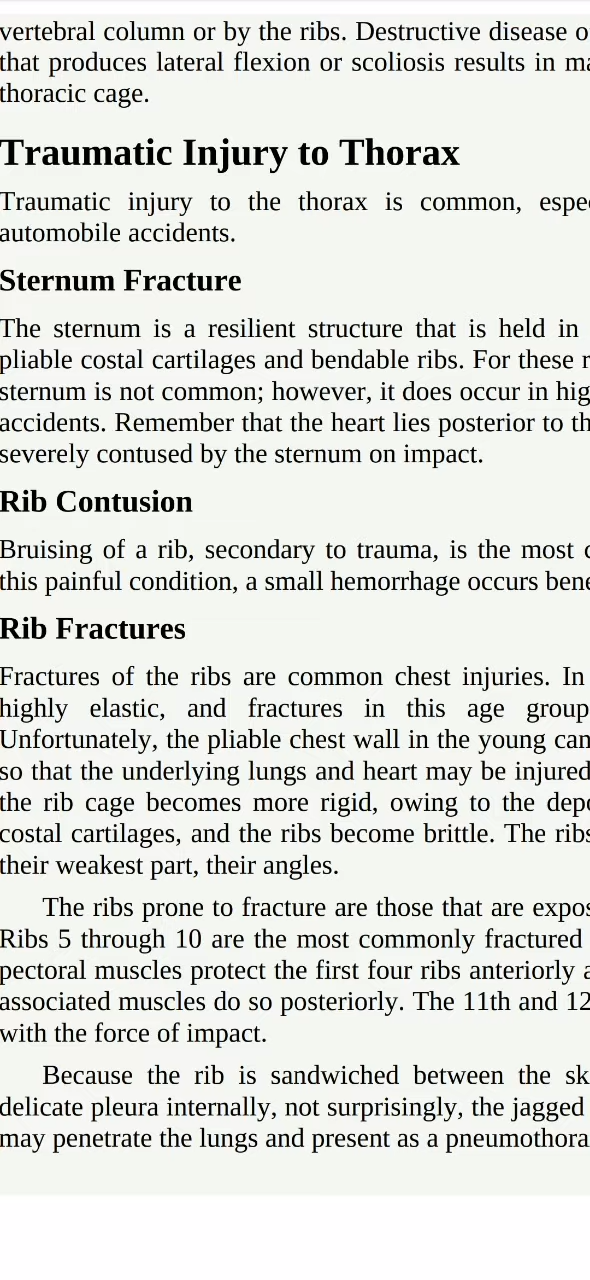 vertebral column or by the ribs. Destructive disease
that produces lateral flexion or scoliosis results in
thoracic cage.
Traumatic Injury to Thorax
Traumatic injury to the thorax is common,
automobile accidents.
Sternum Fracture
The sternum is a resilient structure that is held in
pliable costal cartilages and bendable ribs. For these
sternum is not common; however, it does occur in
accidents. Remember that the heart lies posterior to
severely contused by the sternum on impact.
Rib Contusion
Bruising of a rib, secondary to trauma, is the most
this painful condition, a small hemorrhage occurs
Rib Fractures
Fractures of the ribs are common chest injuries. In
highly elastic, and fractures in this age group
Unfortunately, the pliable chest wall in the young can
so that the underlying lungs and heart may be injured
the rib cage becomes more rigid, owing to the
costal cartilages, and the ribs become brittle. The ribs
their weakest part, their angles.
The ribs prone to fracture are those that are
Ribs 5 through 10 are the most commonly fractured
pectoral muscles protect the first four ribs anteriorly
associated muscles do so posteriorly. The 11th and
with the force of impact.
Because the rib is sandwiched between the
delicate pleura internally, not surprisingly, the jagged
may penetrate the lungs and present as a